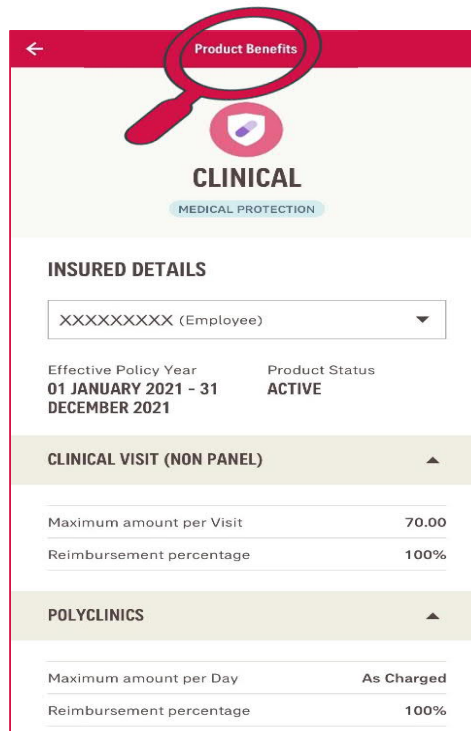 Product Benefits
CLINICAL
MEDICAL PROTECTION
INSURED DETAILS
XXXXXXXXX (Employee)
Effective Policy Year Product Status
01 JANUARY 2021 - 31 ACTIVE
DECEMBER 2021
CLINICAL VISIT (NON PANEL)
Maximum amount per Visit 70.00
Reimbursement percentage 100%
POLYCLINICS
Maximum amount per Day As Charged
Reimbursement percentage 100%